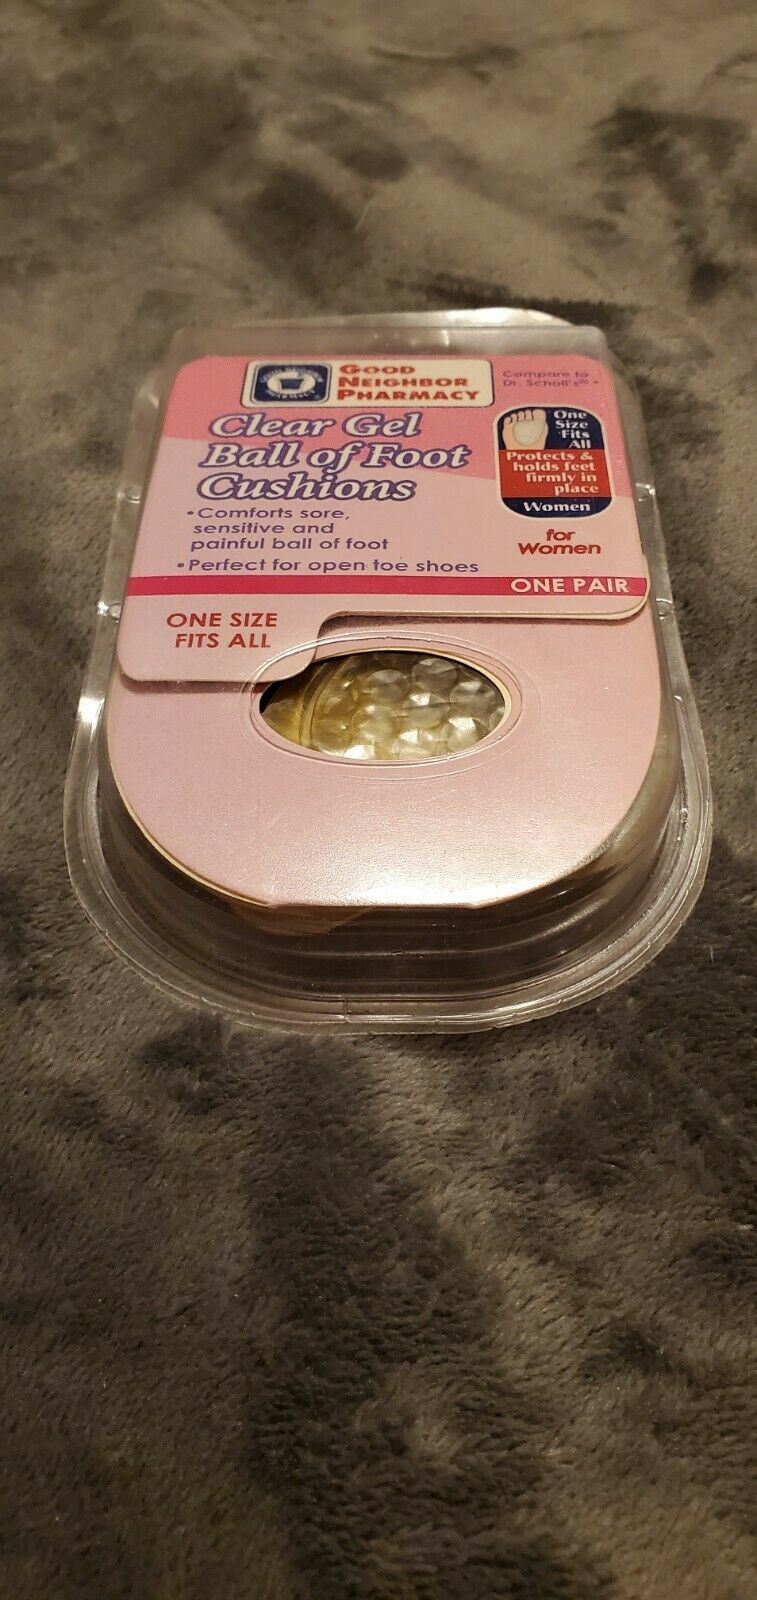 GOOD
NEIGHBOR
PHARMACY
Compare to
Dr. Scholl's®*
Clear Gel
Ball of Foot
Cushions
•Comforts sore,
sensitive and
painful ball of foot
•Perfect for open toe shoes
One
Size
Fits
All
Protects &
holds feet
firmly in
place
Women
for
Women
ONE PAIR
ONE SIZE
FITS ALL